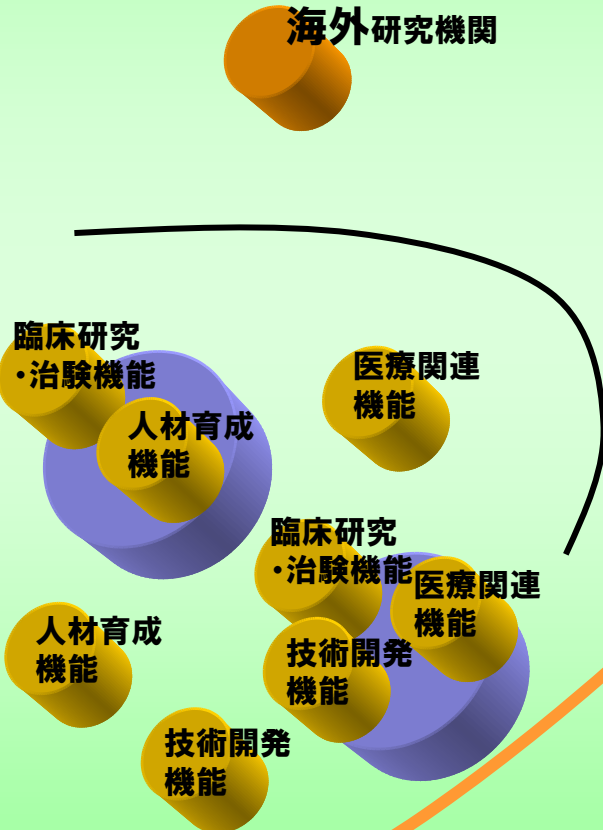 海外研究機関
臨床研究
・治験機能
医療関連
機能
人材育成
機能
臨床研究
・治験機能
医療関連
機能
人材育成
機能
技術開発
機能
技術開発
機能